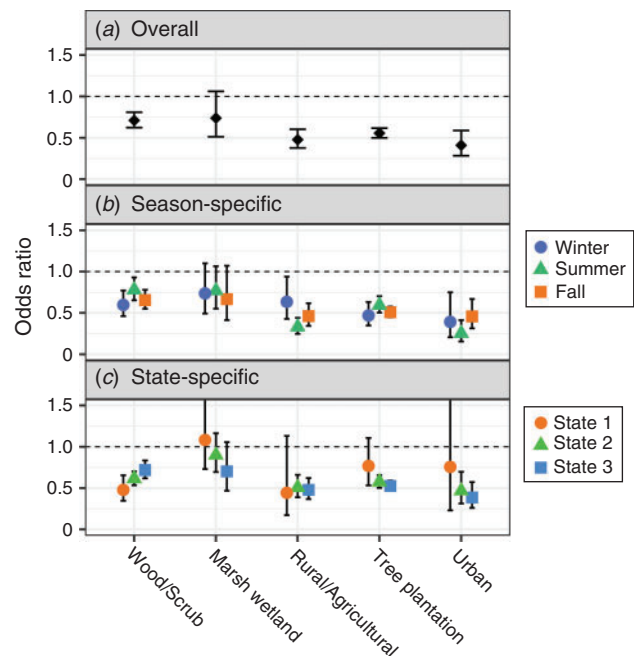 (a) Overall
1.5
1.0
0.5
0
(b) Season-specific
1.5
1.0
0.5
0
Winter
Summer
Fall
Odds ratio
(c) State-specific
1.5
1.0
0.5
0
State 1
State 2
State 3
Wood/Scrub
Marsh wetland
Rural/Agricultural
Tree plantation
Urban